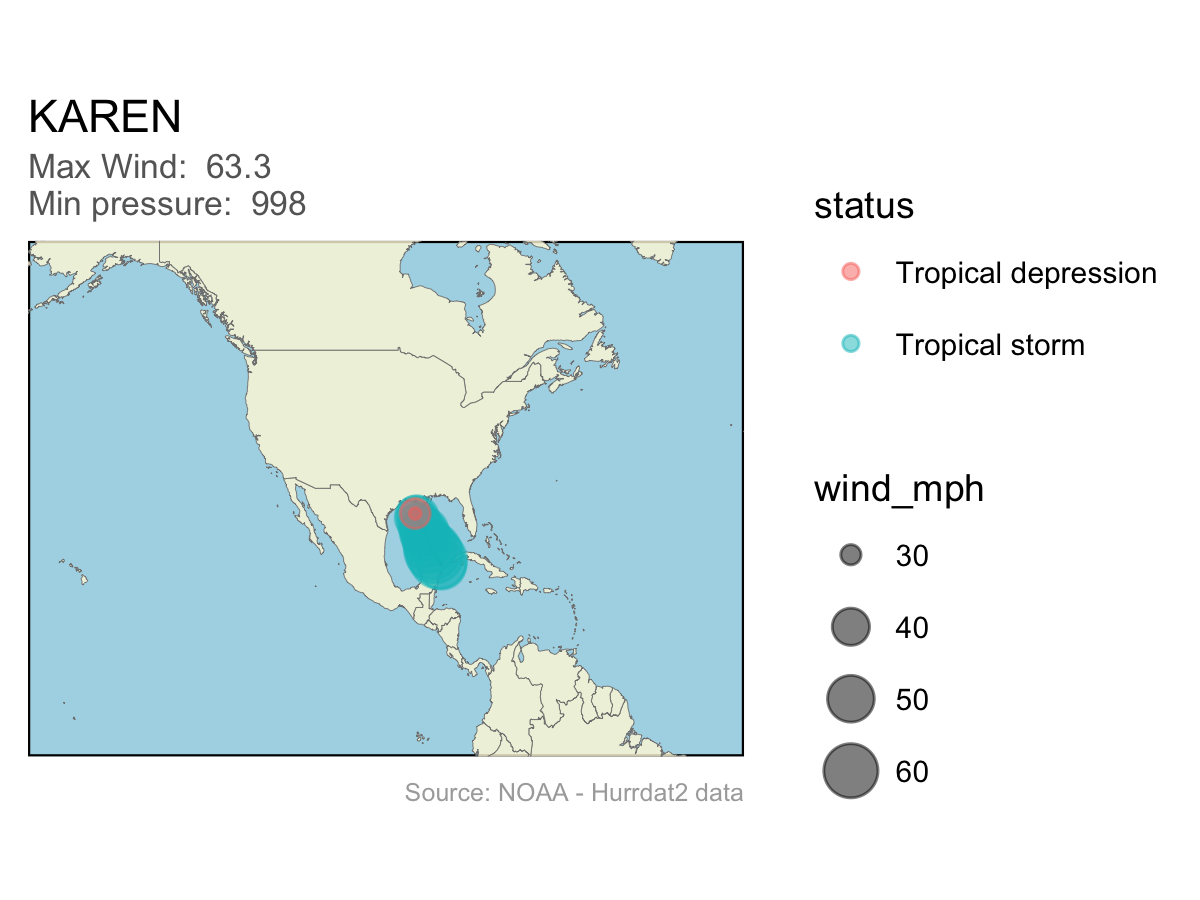 KAREN
Max Wind:  63.3
Min pressure:  998
status
Tropical depression
Tropical storm
wind_mph
30
40
50
60
Source: NOAA - Hurrdat2 data